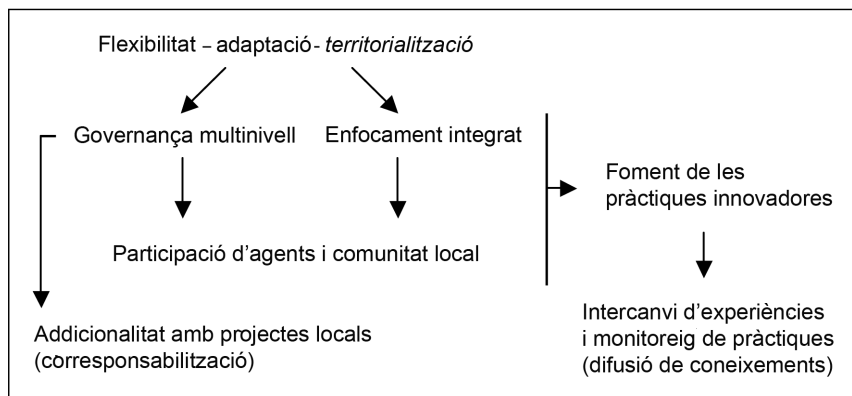 Flexibilitat – adaptació - territorialització
Governança multinivell
Enfocament integrat
Participació d’agents i comunitat local
Addicionalitat amb projectes locals
(corresponsabilització)
Foment de les
pràctiques innovadores
Intercanvi d’experiències
i monitoreig de pràctiques
(difusió de coneixements)